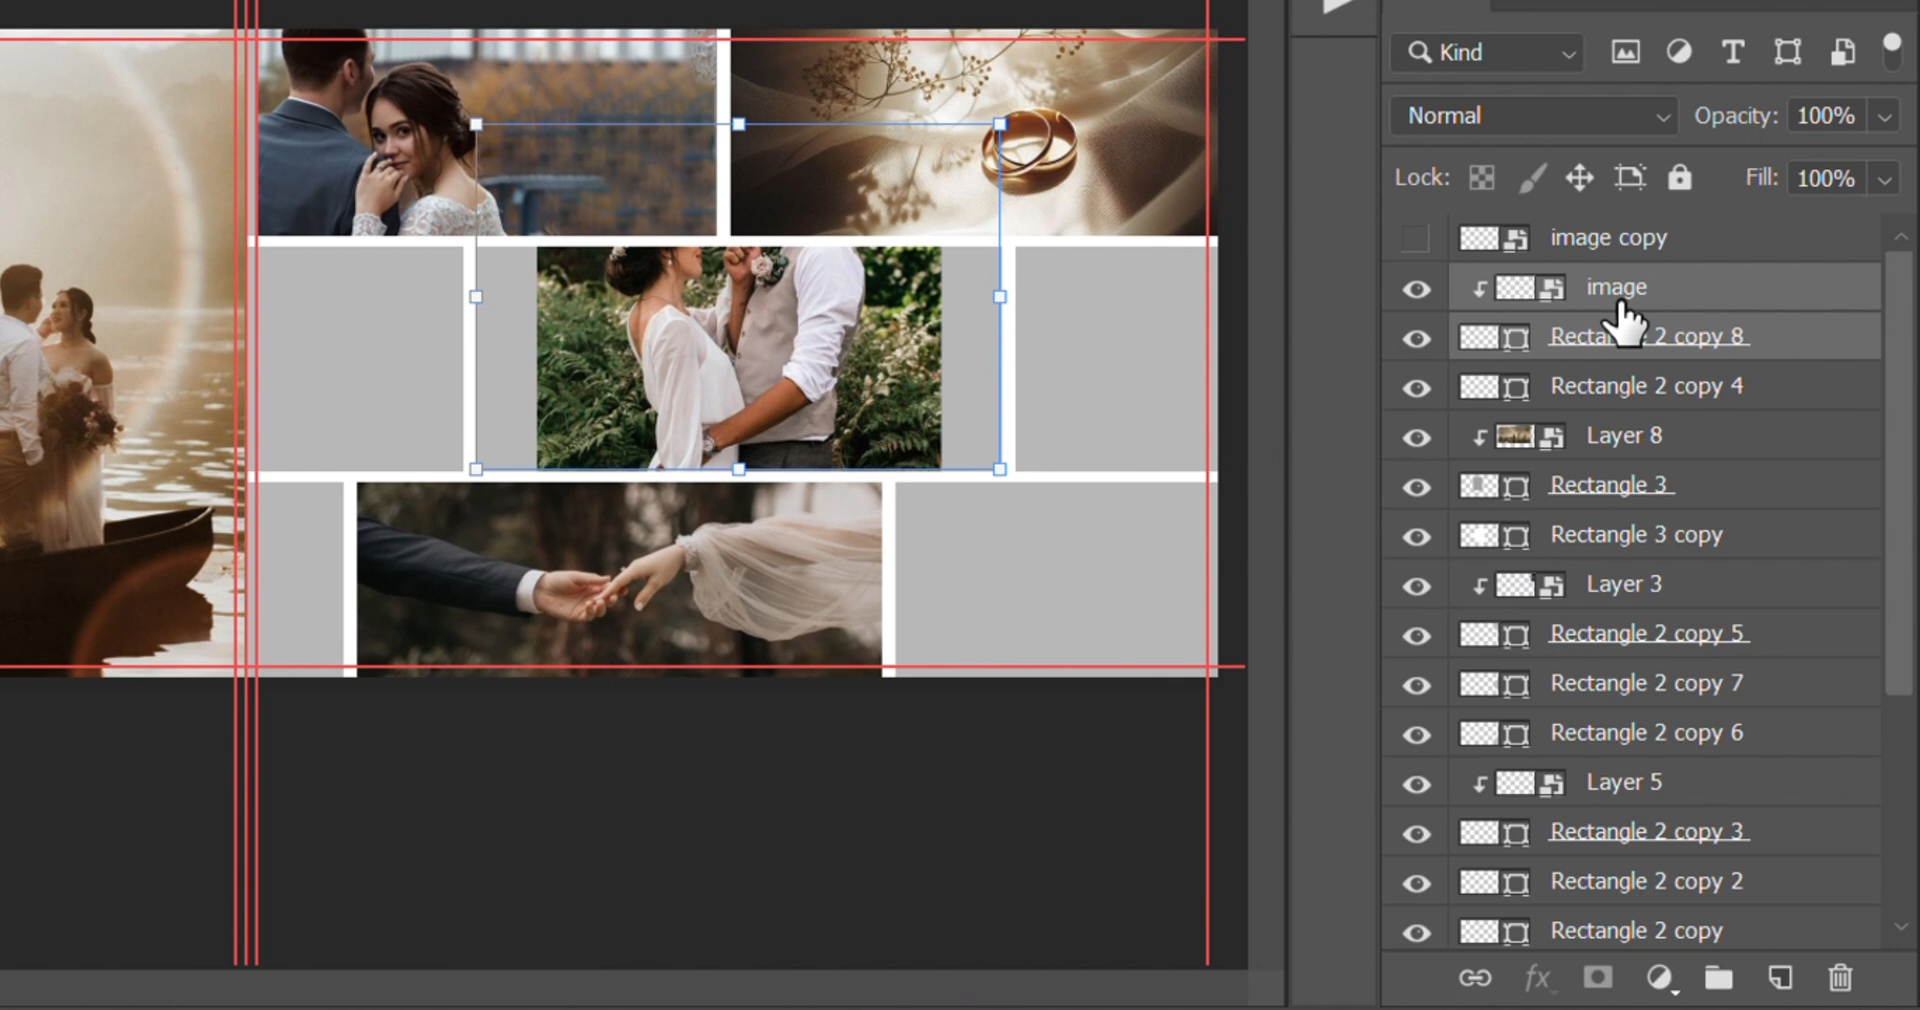 Kind
Normal
Opacity: 100%
Lock:
Fill: 100%
image copy
image
Recta 2 copy 8
Rectangle 2 copy 4
Layer 8
Rectangle 3
Rectangle 3 copy
Layer 3
Rectangle 2 copy 5
Rectangle 2 copy 7
Rectangle 2 copy 6
Layer 5
Rectangle 2 copy 3
Rectangle 2 copy 2
Rectangle 2 copy
fx